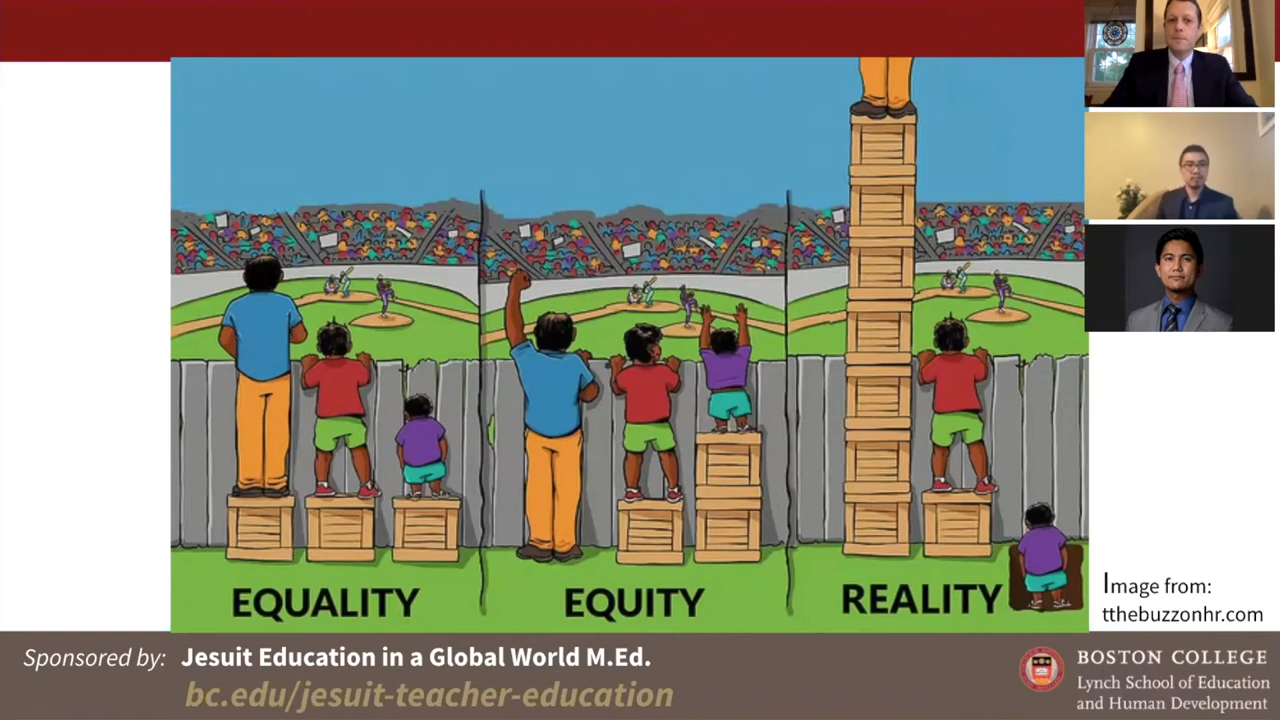 EQUALITY
EQUITY
REALITY
Image from:
tthebuzzonhr.com
Sponsored by: Jesuit Education in a Global World M.Ed.
bc.edu/jesuit-teacher-education
BOSTON COLLEGE
Lynch School of Education
and Human Development